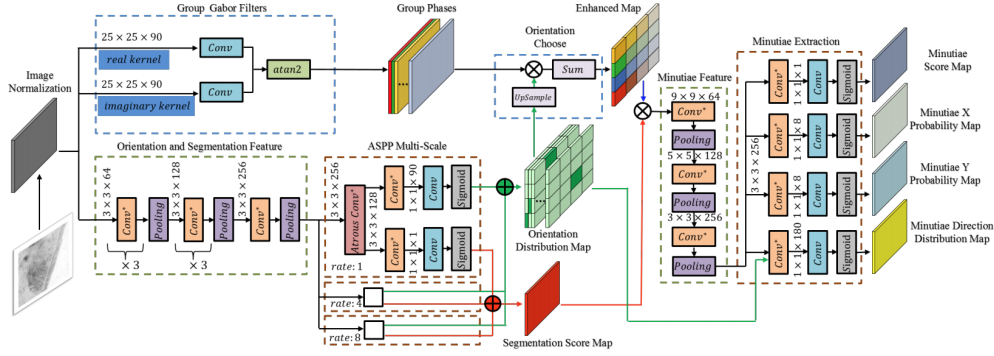 Group Gabor Filters
25 × 25 × 90
real kernel
Conv
25 × 25 × 90
imaginary kernel
Conv
atan2
Group Phases
...
Orientation
Choose
Sum
UpSample
Enhanced Map
Image
Normalization
Orientation and Segmentation Feature
3 × 3 × 64
Conv*
× 3
Pooling
3 × 3 × 128
Conv*
× 3
Pooling
3 × 3 × 256
Conv*
Pooling
ASPP Multi-Scale
3 × 3 × 256
Atrous Conv*
rate: 1
3 × 3 × 128
Conv*
1 × 1 × 90
Conv
Sigmoid
Conv*
1 × 1 × 1
Conv
Sigmoid
rate: 4
rate: 8
...
Orientation
Distribution Map
Segmentation Score Map
Minutiae Feature
9 × 9 × 64
Conv*
Pooling
5 × 5 × 128
Conv*
Pooling
3 × 3 × 256
Conv*
Pooling
Minutiae Extraction
3 × 3 × 256
Conv*
1 × 1 × 1
Conv
Sigmoid
Conv*
1 × 1 × 8
Conv
Sigmoid
Conv*
1 × 1 × 8
Conv
Sigmoid
Conv*
1 × 1 × 180
Conv
Sigmoid
Minutiae
Score Map
Minutiae X
Probability Map
Minutiae Y
Probability Map
Minutiae Direction
Distribution Map